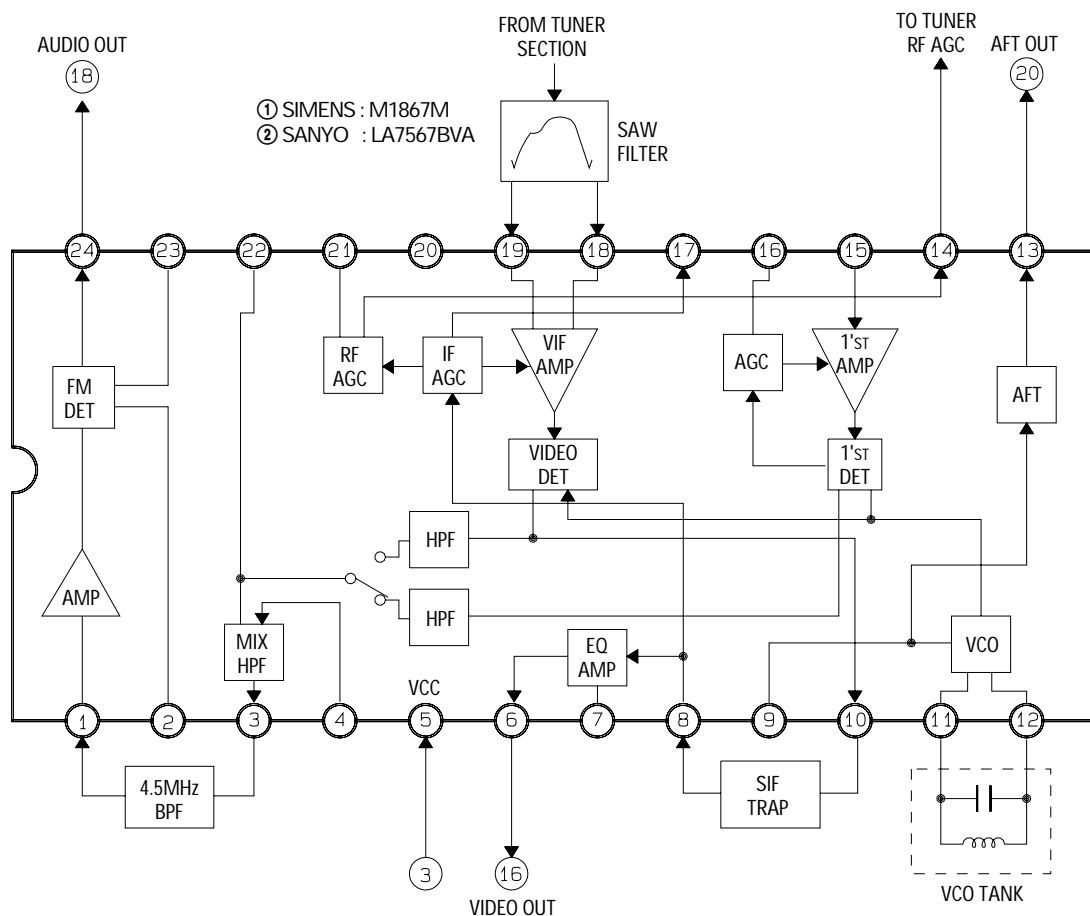 FROM TUNER
SECTION
TO TUNER
RF AGC
AUDIO OUT
AFT OUT
18
20
① SIMENS : M1867M
② SANYO : LA7567BVA
SAW
FILTER
24 23 22 21 20 19 18 17 16 15 14 13
FM
DET
RF
AGC
IF
AGC
VIF
AMP
AGC
1'ST
AMP
AFT
VIDEO
DET
1'ST
DET
HPF
AMP
HPF
MIX
HPF
EQ
AMP
VCO
VCC
1 2 3 4 5 6 7 8 9 10 11 12
4.5MHz
BPF
SIF
TRAP
3
16
VIDEO OUT
VCO TANK